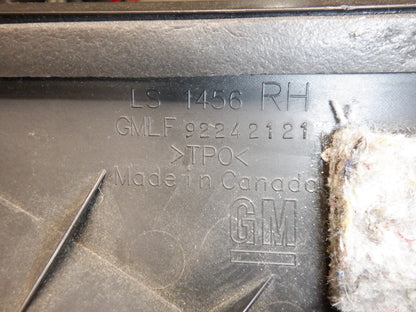 LS 1456 RH
GMLF 92242121
>TPO<
Made in Canada
GM